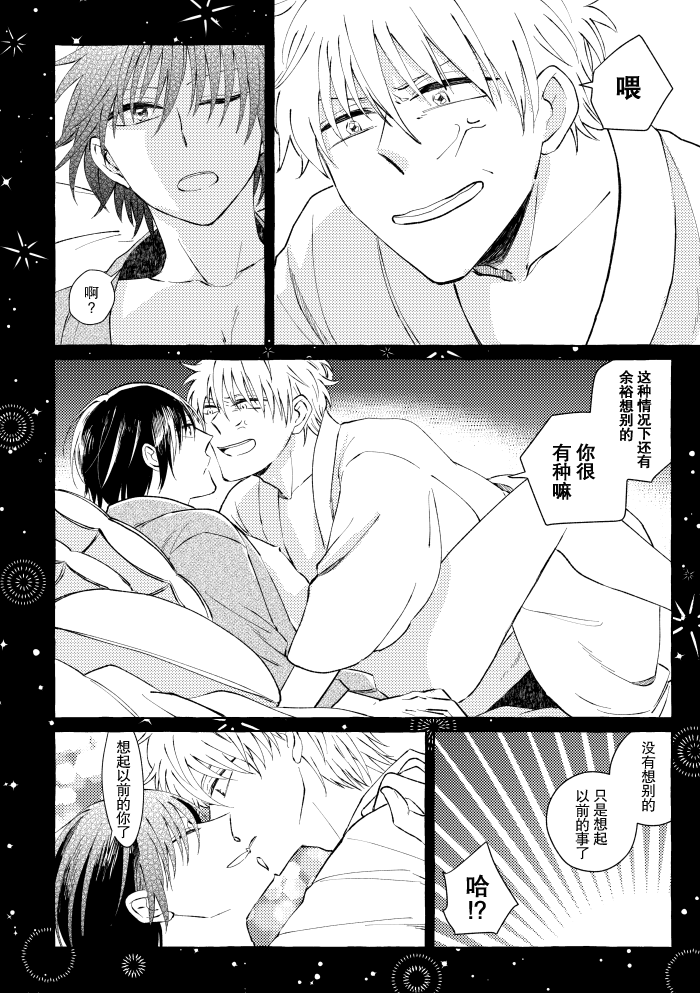 喂
啊
?
这种情况下还有
余裕想别的
你很
有种嘛
没有想别的
只是想起
以前的事了
哈
!?
想起
以前的你了